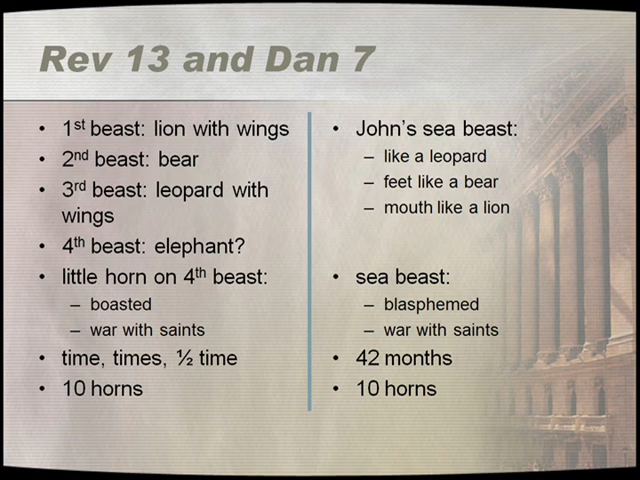 Rev 13 and Dan 7
• 1st beast: lion with wings
• 2nd beast: bear
• 3rd beast: leopard with
wings
• 4th beast: elephant?
• little horn on 4th beast:
– boasted
– war with saints
• time, times, ½ time
• 10 horns
• John's sea beast:
– like a leopard
– feet like a bear
– mouth like a lion
• sea beast:
– blasphemed
– war with saints
• 42 months
• 10 horns